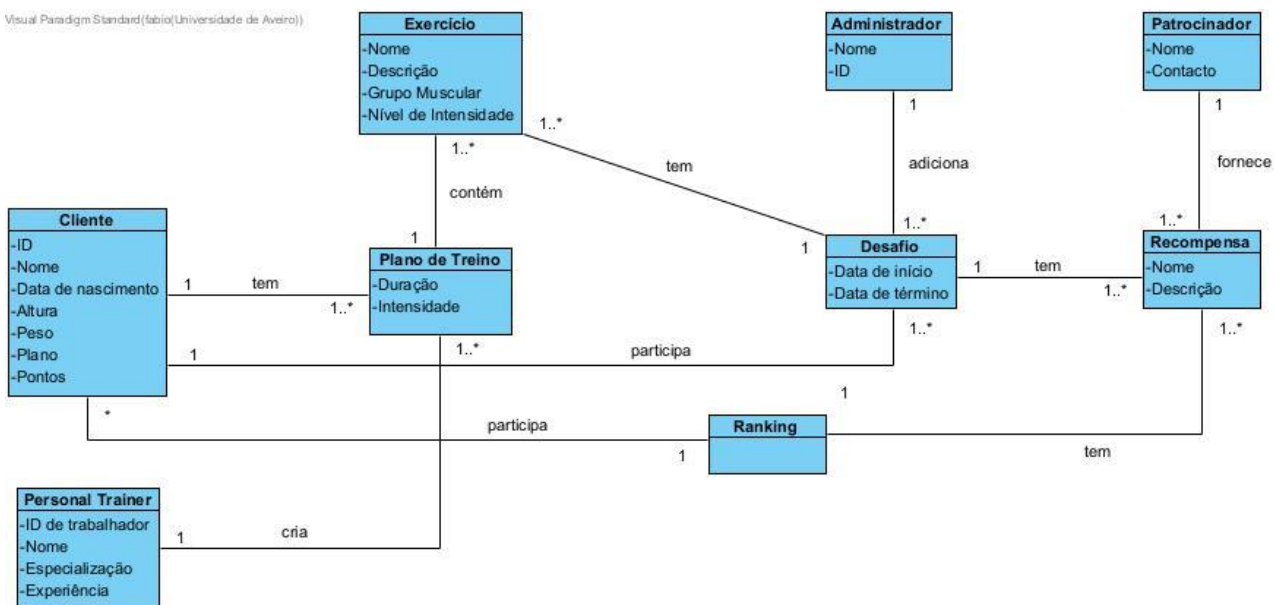 Visual Paradigm Standard(fabio(Universidade de Aveiro))
Exercício
-Nome
-Descrição
-Grupo Muscular
-Nível de Intensidade
Administrador
-Nome
-ID
Patrocinador
-Nome
-Contacto
1..*
1..*
1
1
tem
adiciona
fornece
contém
Cliente
-ID
-Nome
-Data de nascimento
-Altura
-Peso
-Plano
-Pontos
1
tem
1..*
1
Plano de Treino
-Duração
-Intensidade
1..*
1
1..*
Desafio
-Data de início
-Data de término
1..*
1
tem
1..*
1..*
Recompensa
-Nome
-Descrição
1..*
1
participa
*
participa
1
Ranking
1
tem
Personal Trainer
-ID de trabalhador
-Nome
-Especialização
-Experiência
1
cria